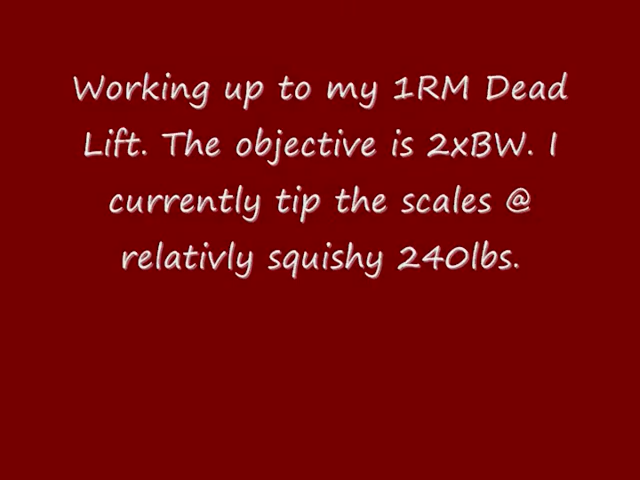 Working up to my 1RM Dead
Lift. The objective is 2xBW. I
currently tip the scales @
relativly squishy 240lbs.